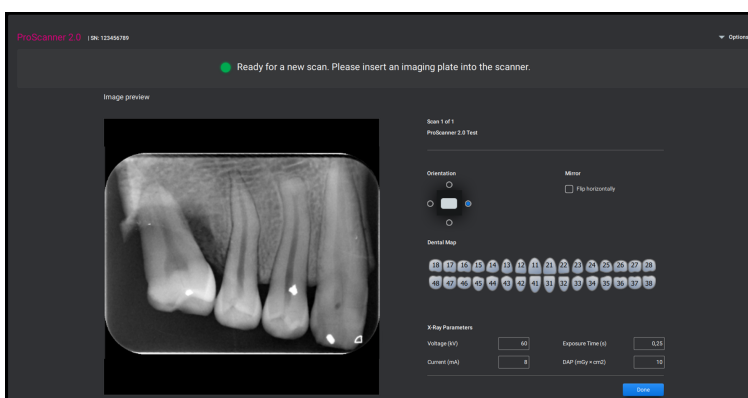 ProScanner 2.0 | SN: 123456789
Options
Ready for a new scan. Please insert an imaging plate into the scanner.
Image preview
Scan 1 of 1
ProScanner 2.0 Test
Orientation
Mirror
Flip horizontally
Dental Map
18 17 16 15 14 13 12 11 21 22 23 24 25 26 27 28
48 47 46 45 44 43 42 41 31 32 33 34 35 36 37 38
X-Ray Parameters
Voltage (kV) 60 Exposure Time (s) 0,25
Current (mA) 8 DAP (mGy × cm2) 10
Done